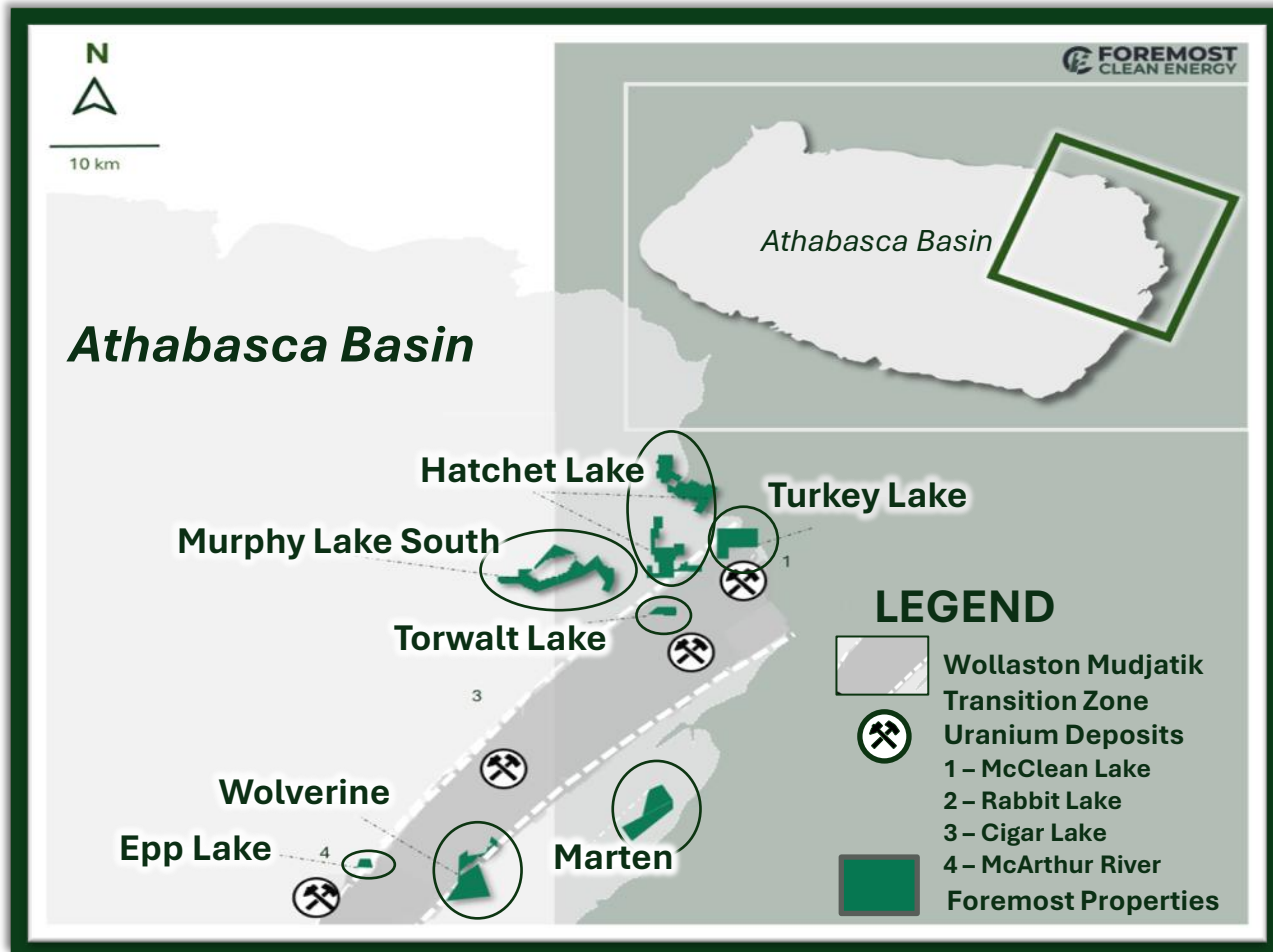 N
10 km
FOREMOST
CLEAN ENERGY
Athabasca Basin
Athabasca Basin
Hatchet Lake
Turkey Lake
Murphy Lake South
1
Torwalt Lake
3
Wolverine
Epp Lake
4
Marten
LEGEND
Wollaston Mudjatik
Transition Zone
Uranium Deposits
1 – McClean Lake
2 – Rabbit Lake
3 – Cigar Lake
4 – McArthur River
Foremost Properties